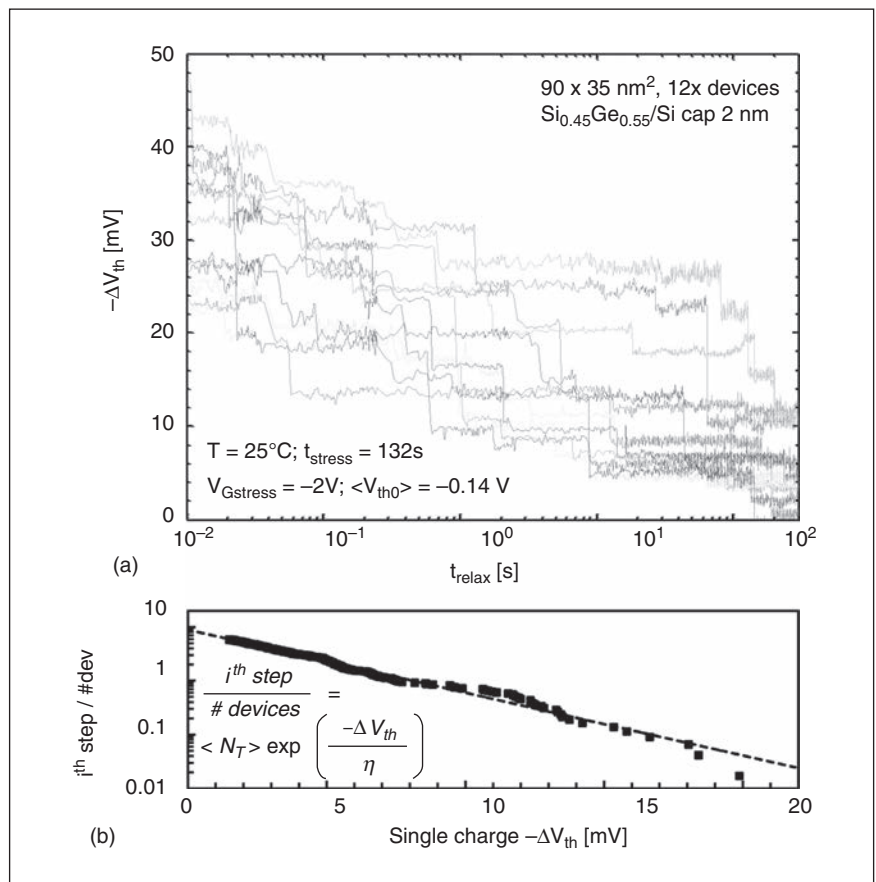 50
40
30
20
10
0
–ΔVth [mV]
90 x 35 nm2, 12x devices
Si0.45Ge0.55/Si cap 2 nm
T = 25°C; tstress = 132s
VGstress = –2V; <Vth0> = –0.14 V
10–2 10–1 100 101 102
(a)
trelax [s]
10
1
0.1
0.01
ith step / #dev
ith step
# devices
=
< NT > exp ( –ΔVth
η )
0 5 10 15 20
(b)
Single charge –ΔVth [mV]